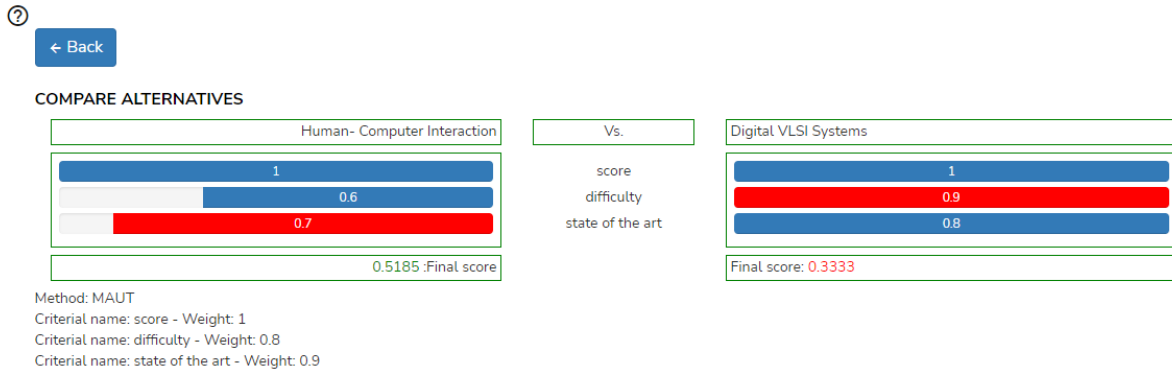 ← Back
COMPARE ALTERNATIVES
Human- Computer Interaction Vs. Digital VLSI Systems
1 score 1
0.6 difficulty 0.9
0.7 state of the art 0.8
0.5185 :Final score Final score: 0.3333
Method: MAUT
Criterial name: score - Weight: 1
Criterial name: difficulty - Weight: 0.8
Criterial name: state of the art - Weight: 0.9